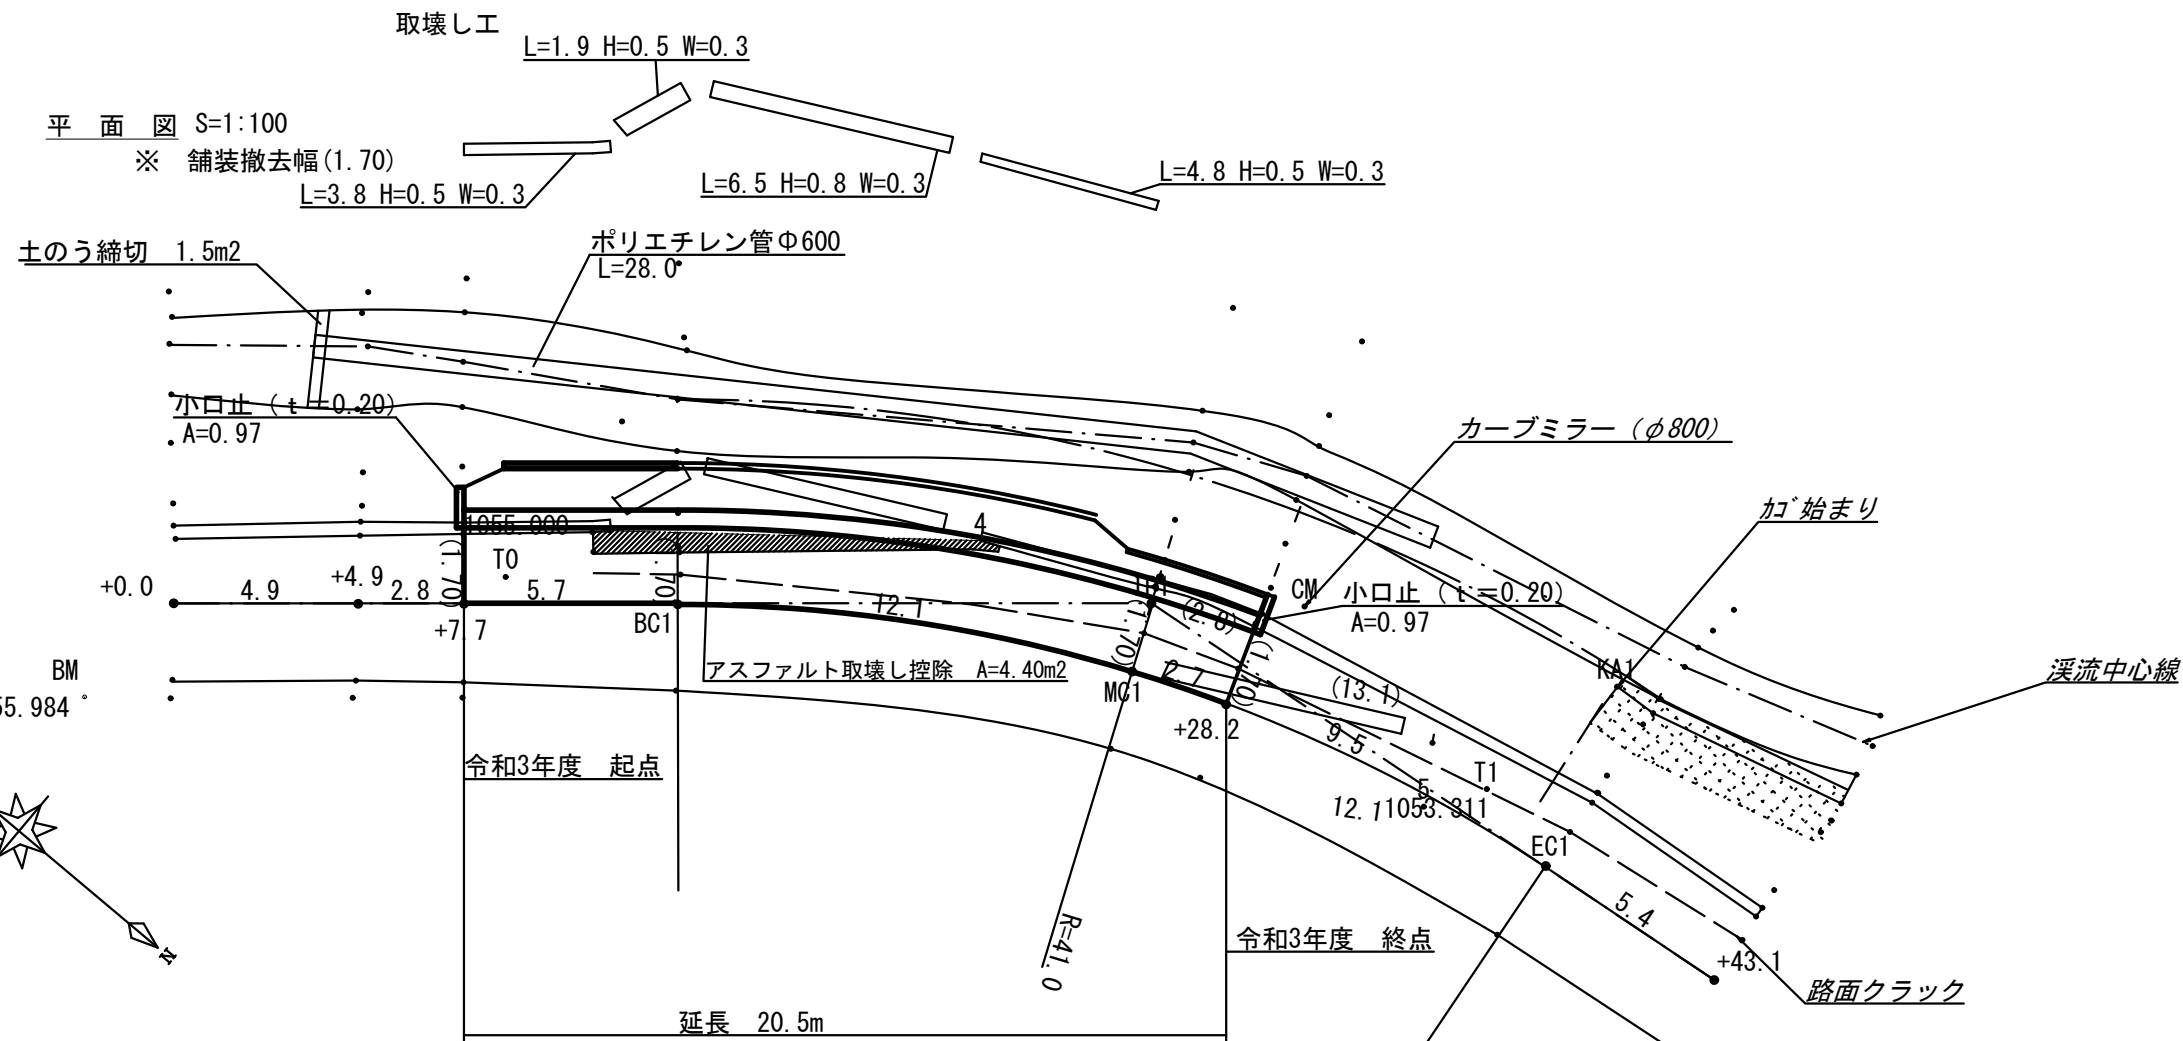 取壊し工
L=1.9 H=0.5 W=0.3
平 面 図 S=1:100
※ 舗装撤去幅(1.70)
L=3.8 H=0.5 W=0.3
L=6.5 H=0.8 W=0.3
L=4.8 H=0.5 W=0.3
土のう締切 1.5m2
ポリエチレン管Φ600
L=28.0
小口止（ｔ=0.20）
A=0.97
カーブミラー（φ800）
ｶｺﾞ始まり
1055.000
4
(1.70)
T0
+0.0
4.9
+4.9
2.8
5.7
+7.7
BC1
12.1
(2.8)
CM
小口止（ｔ=0.20）
A=0.97
(1.70)
(1.70)
BM
55.984
アスファルト取壊し控除 A=4.40m2
MC1
2.7
(13.1)
KA1
渓流中心線
+28.2
9.5
令和3年度 起点
T1
5
12.1
1053.311
EC1
5.4
R=41.0
令和3年度 終点
+43.1
路面クラック
N
延長 20.5m